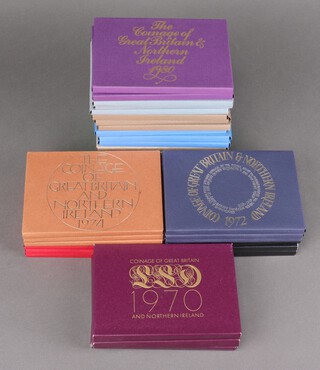 The
Coinage of
Great Britain &
Northern
Ireland
1980
THE
COINAGE
OF
GREAT BRITAIN
AND
NORTHERN
IRELAND
1974
COINAGE OF GREAT BRITAIN & NORTHERN IRELAND
1972
COINAGE OF GREAT BRITAIN
LSD
1970
AND NORTHERN IRELAND